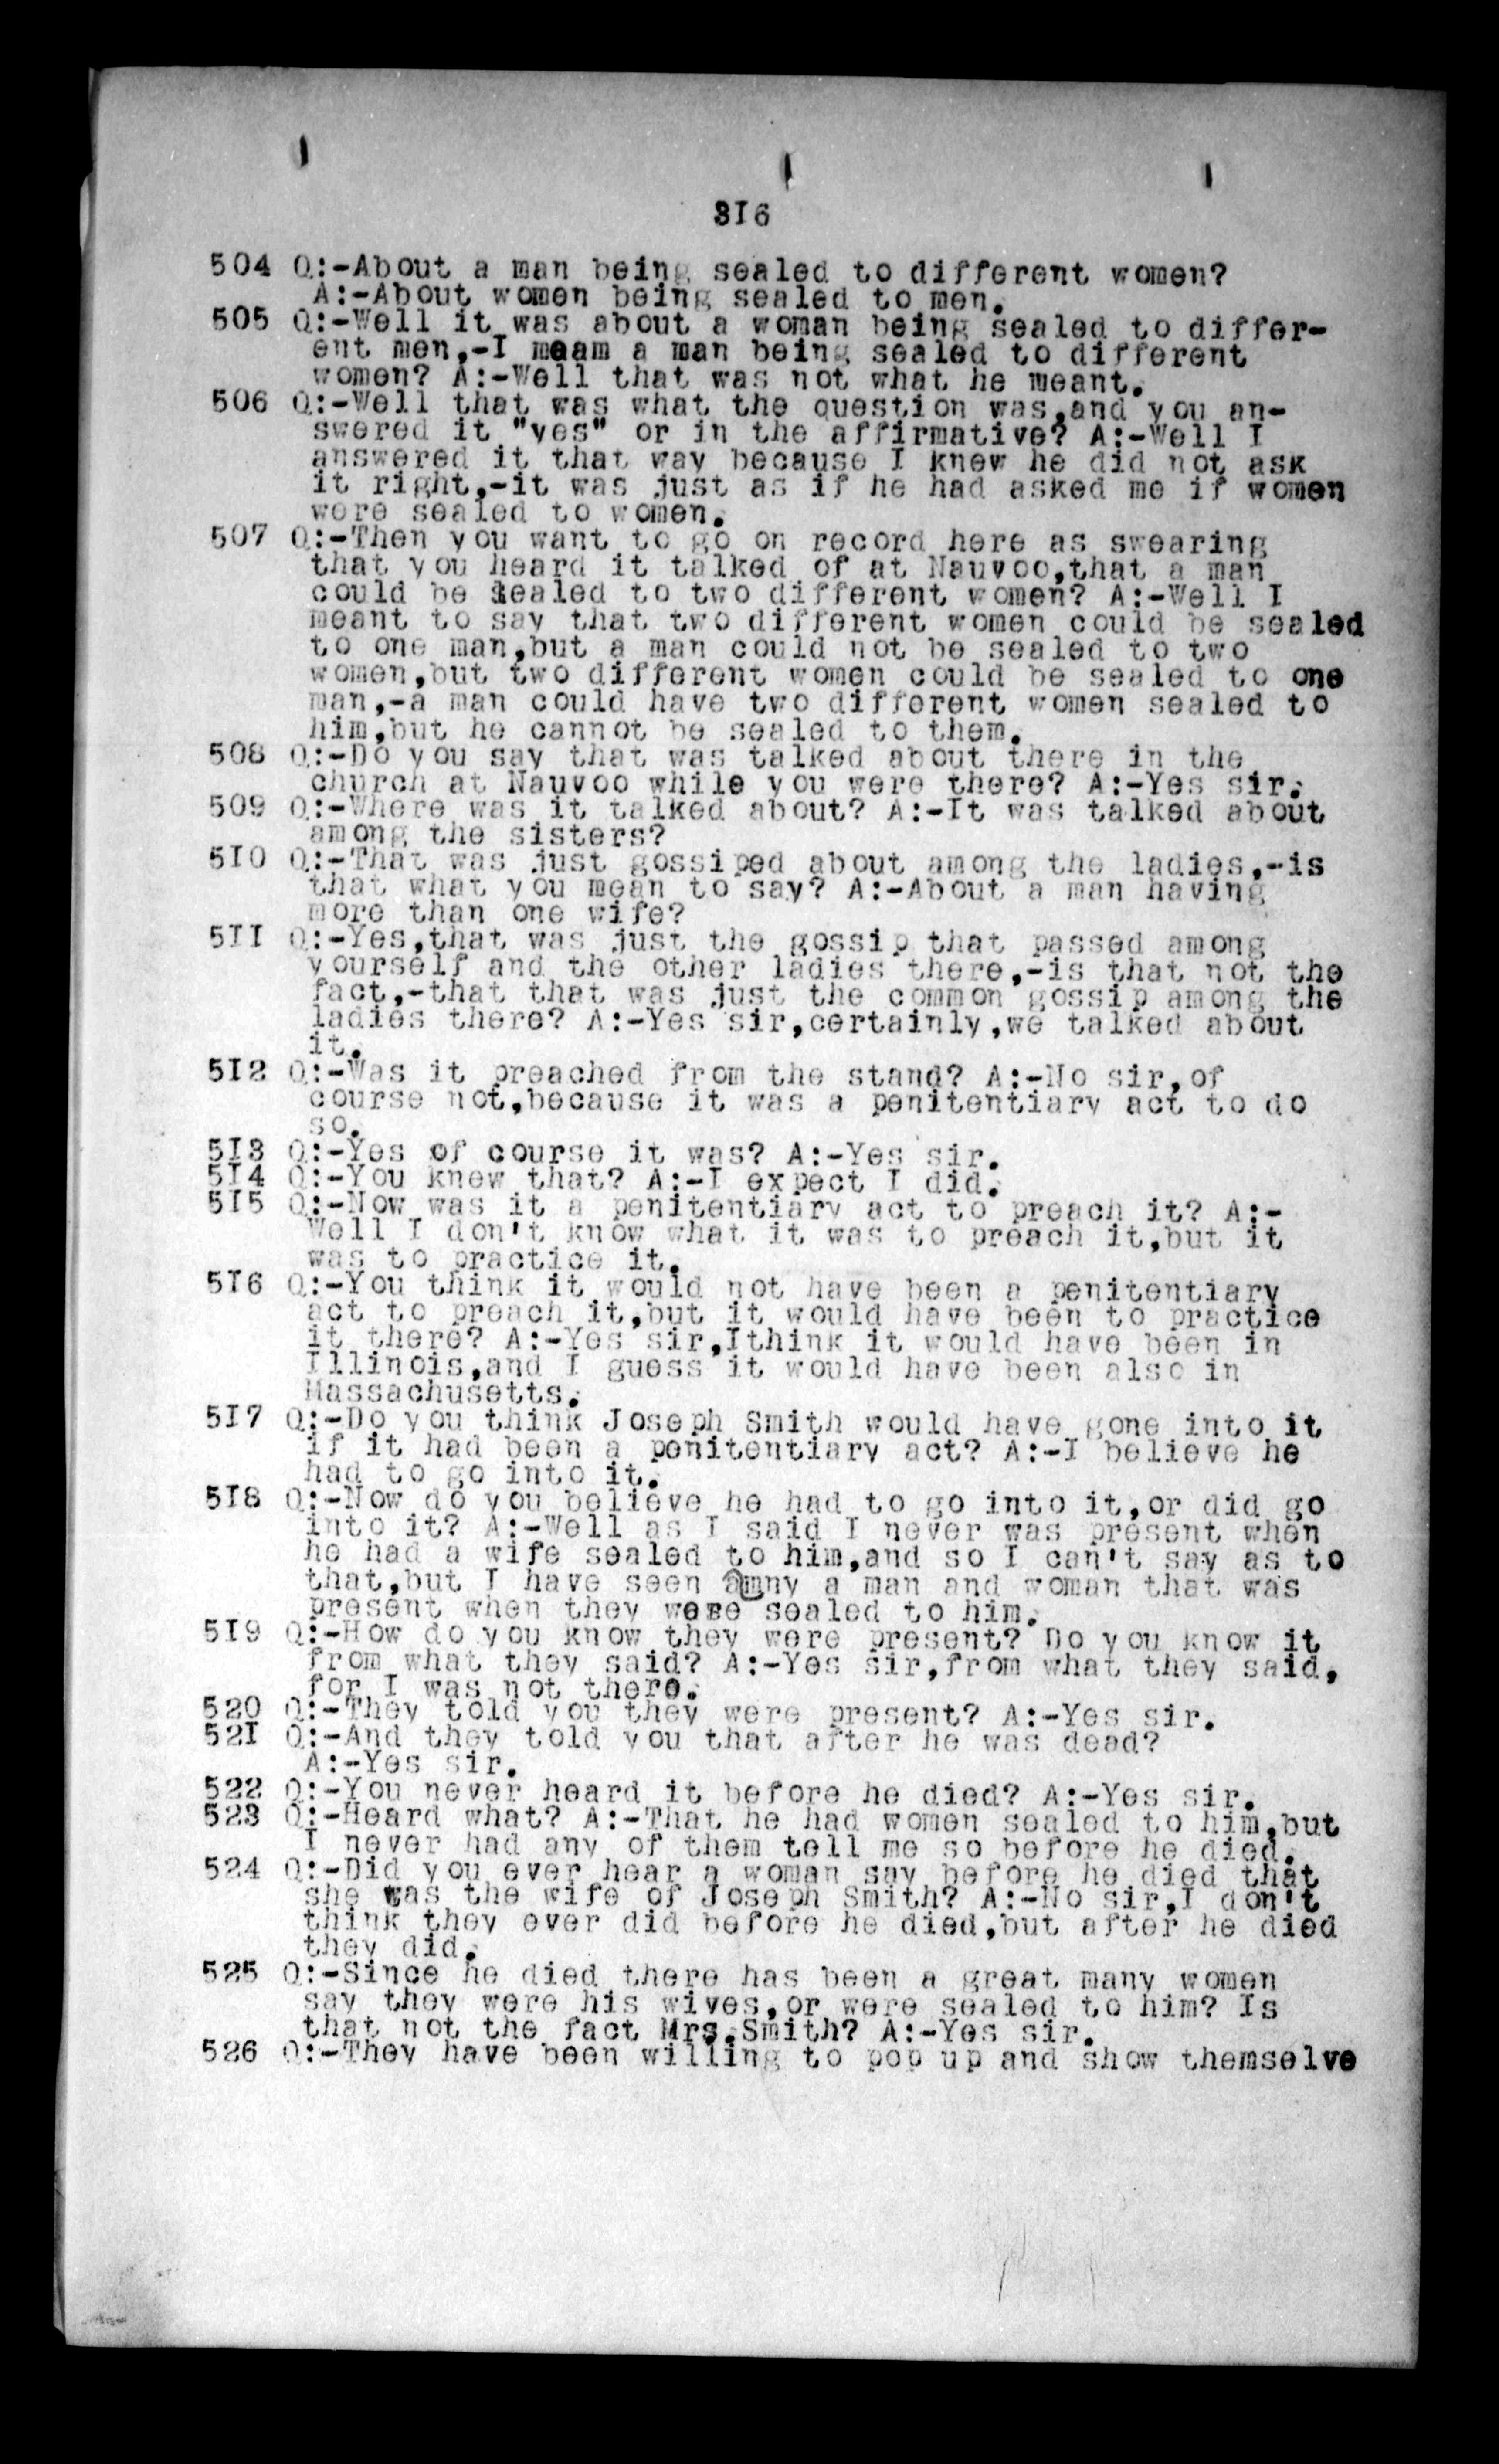 316
504 Q:-About a man being sealed to different women?
A:-About women being sealed to men.
505 Q:-Well it was about a woman being sealed to differ-
ent men,-I meam a man being sealed to different
women? A:-Well that was not what he meant.
506 Q:-Well that was what the question was,and you an-
swered it "yes" or in the affirmative? A:-Well I
answered it that way because I knew he did not ask
it right,-it was just as if he had asked me if women
were sealed to women.
507 Q:-Then you want to go on record here as swearing
that you heard it talked of at Nauvoo,that a man
could be sealed to two different women? A:-Well I
meant to say that two different women could be sealed
to one man,but a man could not be sealed to two
women,but two different women could be sealed to one
man,-a man could have two different women sealed to
him,but he cannot be sealed to them.
508 Q:-Do you say that was talked about there in the
church at Nauvoo while you were there? A:-Yes sir.
509 Q:-Where was it talked about? A:-It was talked about
among the sisters?
510 Q:-That was just gossiped about among the ladies,-is
that what you mean to say? A:-About a man having
more than one wife?
511 Q:-Yes,that was just the gossip that passed among
yourself and the other ladies there,-is that not the
fact,-that that was just the common gossip among the
ladies there? A:-Yes sir,certainly,we talked about
it.
512 Q:-Was it preached from the stand? A:-No sir,of
course not,because it was a penitentiary act to do
so.
513 Q:-Yes of course it was? A:-Yes sir.
514 Q:-You knew that? A:-I expect I did.
515 Q:-Now was it a penitentiary act to preach it? A:-
Well I don't know what it was to preach it,but it
was to practice it.
516 Q:-You think it would not have been a penitentiary
act to preach it,but it would have been to practice
it there? A:-Yes sir,Ithink it would have been in
Illinois,and I guess it would have been also in
Massachusetts.
517 Q:-Do you think Joseph Smith would have gone into it
if it had been a penitentiary act? A:-I believe he
had to go into it.
518 Q:-Now do you believe he had to go into it,or did go
into it? A:-Well as I said I never was present when
he had a wife sealed to him,and so I can't say as to
that,but I have seen amny a man and woman that was
present when they were sealed to him.
519 Q:-How do you know they were present? Do you know it
from what they said? A:-Yes sir,from what they said,
for I was not there.
520 Q:-They told you they were present? A:-Yes sir.
521 Q:-And they told you that after he was dead?
A:-Yes sir.
522 Q:-You never heard it before he died? A:-Yes sir.
523 Q:-Heard what? A:-That he had women sealed to him,but
I never had any of them tell me so before he died.
524 Q:-Did you ever hear a woman say before he died that
she was the wife of Joseph Smith? A:-No sir,I don't
think they ever did before he died,but after he died
they did.
525 Q:-Since he died there has been a great many women
say they were his wives,or were sealed to him? Is
that not the fact Mrs.Smith? A:-Yes sir.
526 Q:-They have been willing to pop up and show themselve